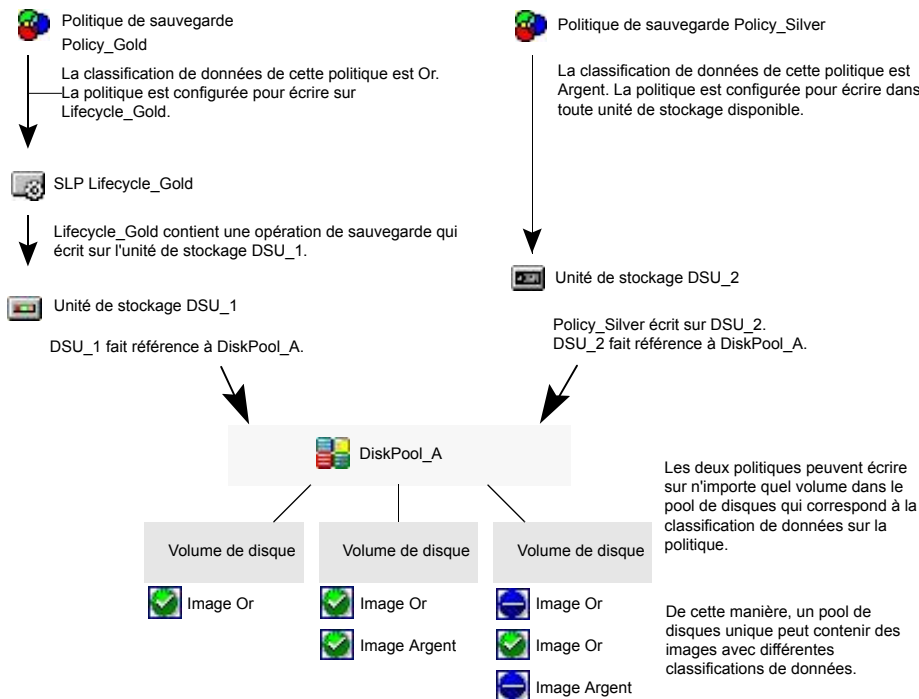 Politique de sauvegarde
Policy_Gold
La classification de données de cette politique est Or.
La politique est configurée pour écrire sur
Lifecycle_Gold.
SLP Lifecycle_Gold
Lifecycle_Gold contient une opération de sauvegarde qui
écrit sur l'unité de stockage DSU_1.
Unité de stockage DSU_1
DSU_1 fait référence à DiskPool_A.
Politique de sauvegarde Policy_Silver
La classification de données de cette politique est
Argent. La politique est configurée pour écrire dans
toute unité de stockage disponible.
Unité de stockage DSU_2
Policy_Silver écrit sur DSU_2.
DSU_2 fait référence à DiskPool_A.
DiskPool_A
Les deux politiques peuvent écrire
sur n'importe quel volume dans le
pool de disques qui correspond à la
classification de données sur la
politique.
Volume de disque
Volume de disque
Volume de disque
Image Or
Image Or
Image Argent
Image Or
Image Or
Image Argent
De cette manière, un pool de
disques unique peut contenir des
images avec différentes
classifications de données.